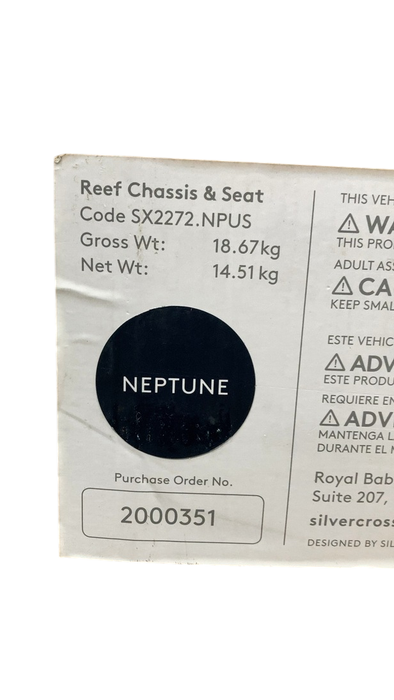 Reef Chassis & Seat
Code SX2272.NPUS
Gross Wt: 18.67kg
Net Wt: 14.51kg
NEPTUNE
Purchase Order No.
2000351
THIS VEH
WA
THIS PRO
ADULT ASS
CA
KEEP SMAL
ESTE VEHIC
ADV
ESTE PRODU
REQUIERE EN
ADV
MANTENGA L
DURANTE EL M
Royal Bab
Suite 207,
silvercross
DESIGNED BY SIL